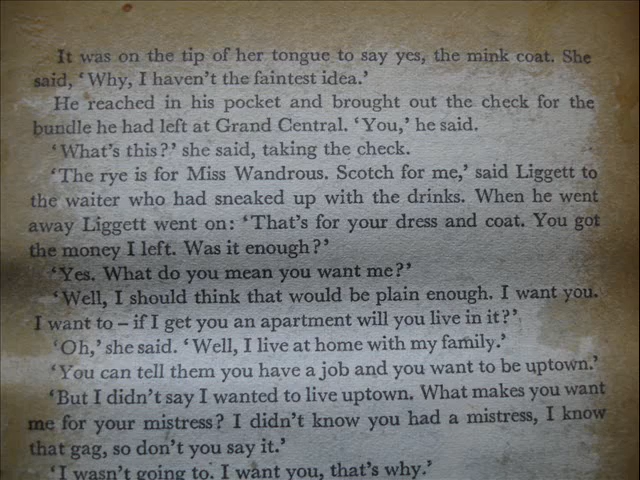 It was on the tip of her tongue to say yes, the mink coat. She
said, ‘Why, I haven’t the faintest idea.’
He reached in his pocket and brought out the check for the
bundle he had left at Grand Central. ‘You,’ he said.
‘What’s this?’ she said, taking the check.
‘The rye is for Miss Wandrous. Scotch for me,’ said Liggett to
the waiter who had sneaked up with the drinks. When he went
away Liggett went on: ‘That’s for your dress and coat. You got
the money I left. Was it enough?’
‘Yes. What do you mean you want me?’
‘Well, I should think that would be plain enough. I want you.
I want to – if I get you an apartment will you live in it?’
‘Oh,’ she said. ‘Well, I live at home with my family.’
‘You can tell them you have a job and you want to be uptown.’
‘But I didn’t say I wanted to live uptown. What makes you want
me for your mistress? I didn’t know you had a mistress, I know
that gag, so don’t you say it.’
‘I wasn’t going to. I want you, that’s why.’